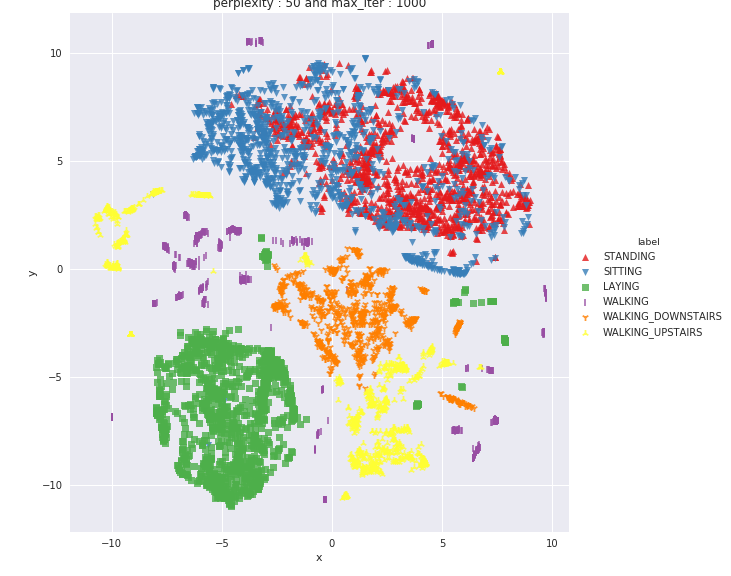 perplexity : 50 and max_iter : 1000
10
5
0
−5
−10
y
−10
−5
0
5
10
x
label
STANDING
SITTING
LAYING
WALKING
WALKING_DOWNSTAIRS
WALKING_UPSTAIRS